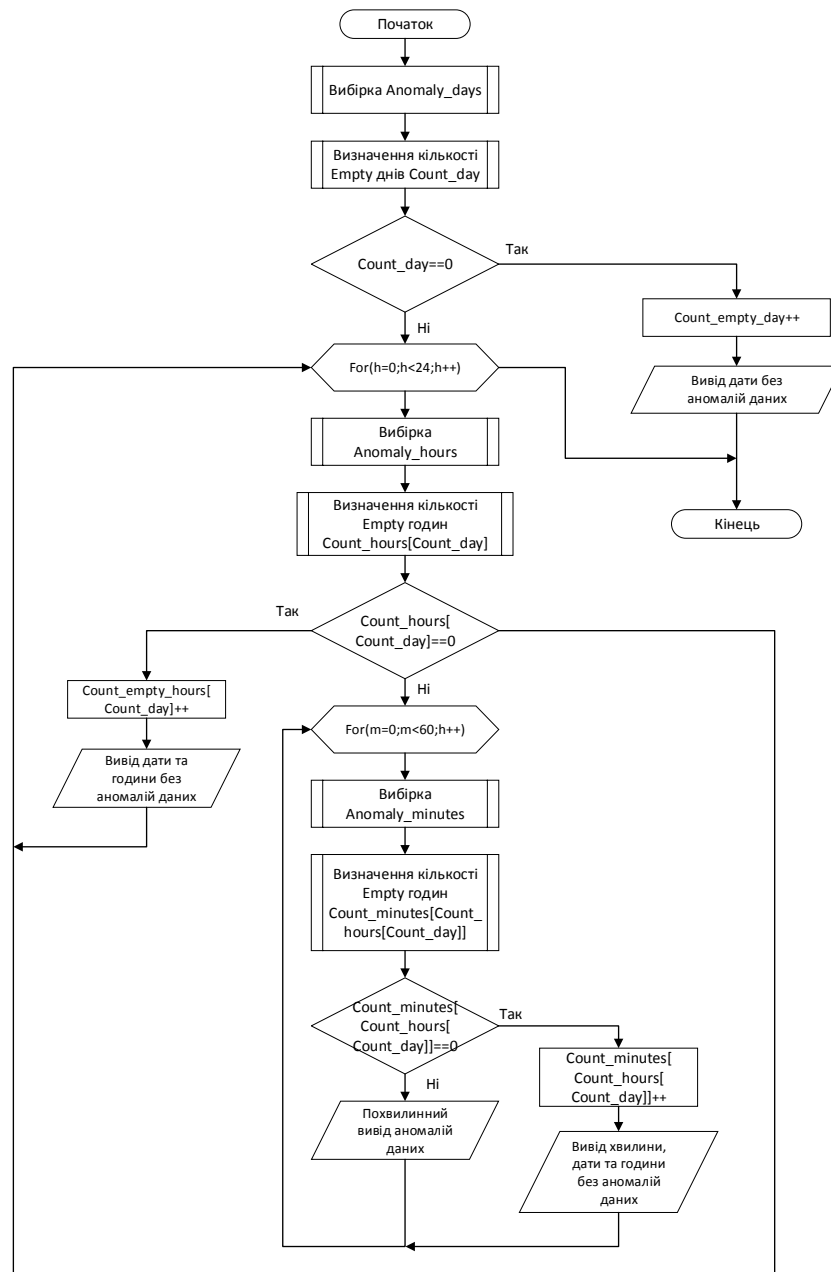 Початок
Вибірка Anomaly_days
Визначення кількості
Empty днів Count_day
Count_day==0
Так
Ні
Count_empty_day++
Вивід дати без
аномалій даних
For(h=0;h<24;h++)
Вибірка
Anomaly_hours
Визначення кількості
Empty годин
Count_hours[Count_day]
Кінець
Count_hours[
Count_day]==0
Так
Ні
Count_empty_hours[
Count_day]++
Вивід дати та
години без
аномалій даних
For(m=0;m<60;h++)
Вибірка
Anomaly_minutes
Визначення кількості
Empty годин
Count_minutes[Count_
hours[Count_day]]
Count_minutes[
Count_hours[
Count_day]]==0
Так
Ні
Count_minutes[
Count_hours[
Count_day]]++
Похвилинний
вивід аномалій
даних
Вивід хвилини,
дати та години
без аномалій
даних